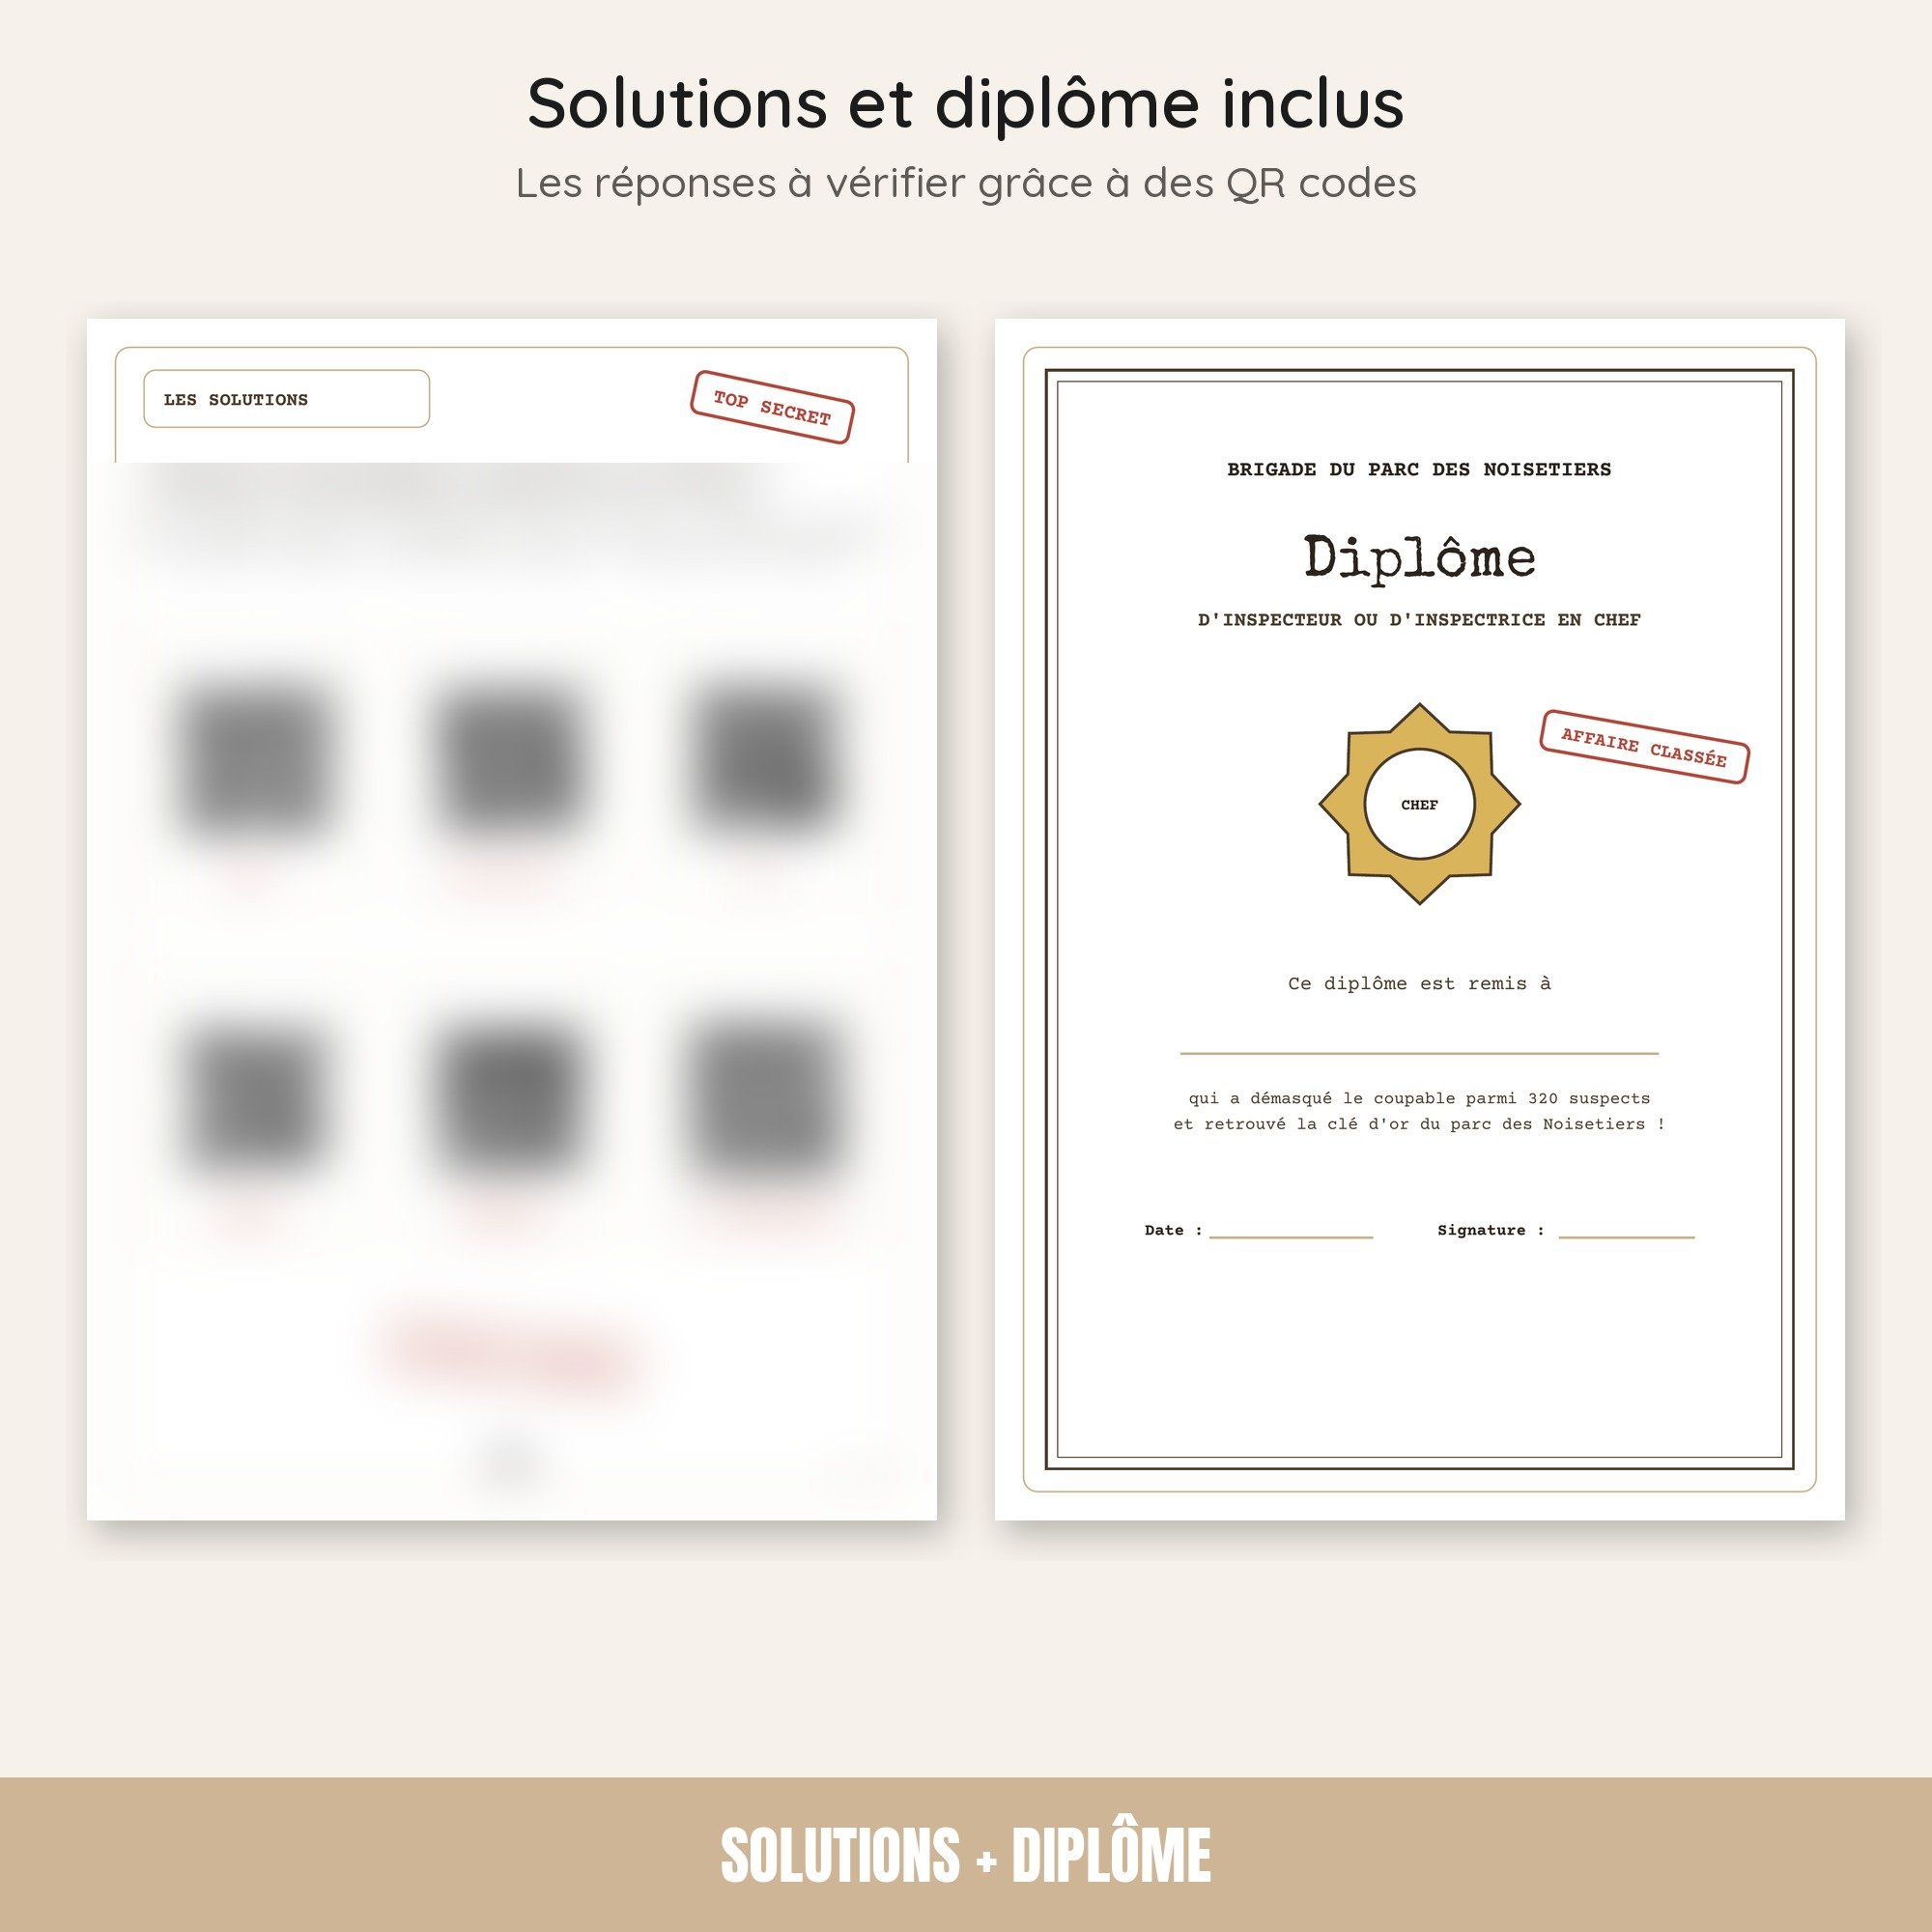 Solutions et diplôme inclus
Les réponses à vérifier grâce à des QR codes
LES SOLUTIONS
TOP SECRET
BRIGADE DU PARC DES NOISETIERS
Diplôme
D'INSPECTEUR OU D'INSPECTRICE EN CHEF
AFFAIRE CLASSÉE
CHEF
Ce diplôme est remis à
qui a démasqué le coupable parmi 320 suspects
et retrouvé la clé d'or du parc des Noisetiers !
Date :
Signature :
SOLUTIONS + DIPLÔME